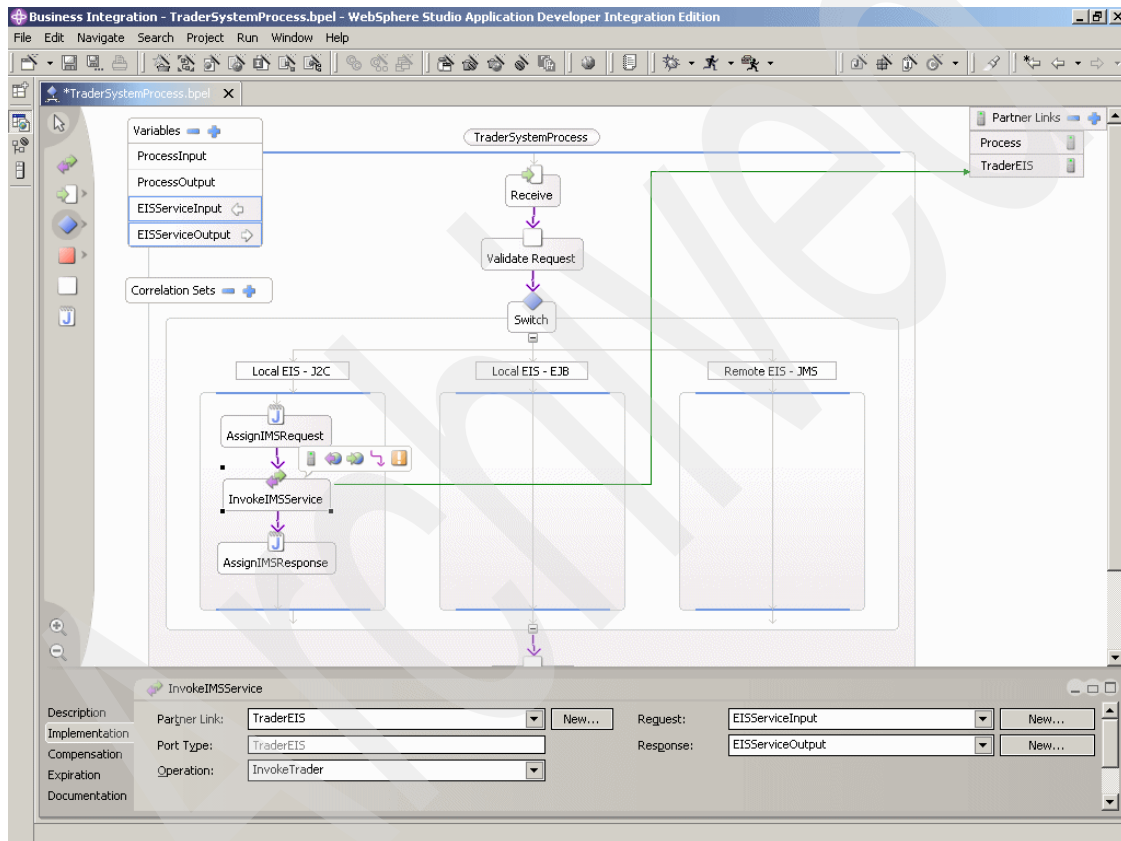 Business Integration - TraderSystemProcess.bpel - WebSphere Studio Application Developer Integration Edition
File Edit Navigate Search Project Run Window Help
*TraderSystemProcess.bpel
Variables
ProcessInput
ProcessOutput
EISServiceInput
EISServiceOutput
Correlation Sets
TraderSystemProcess
Partner Links
Process
TraderEIS
Receive
Validate Request
Switch
Local EIS - J2C
Local EIS - EJB
Remote EIS - JMS
AssignIMSRequest
InvokeIMSService
AssignIMSResponse
InvokeIMSService
Description
Implementation
Compensation
Expiration
Documentation
Partner Link: TraderEIS New... Request: EISServiceInput New...
Port Type: TraderEIS Response: EISServiceOutput New...
Operation: InvokeTrader
Archived